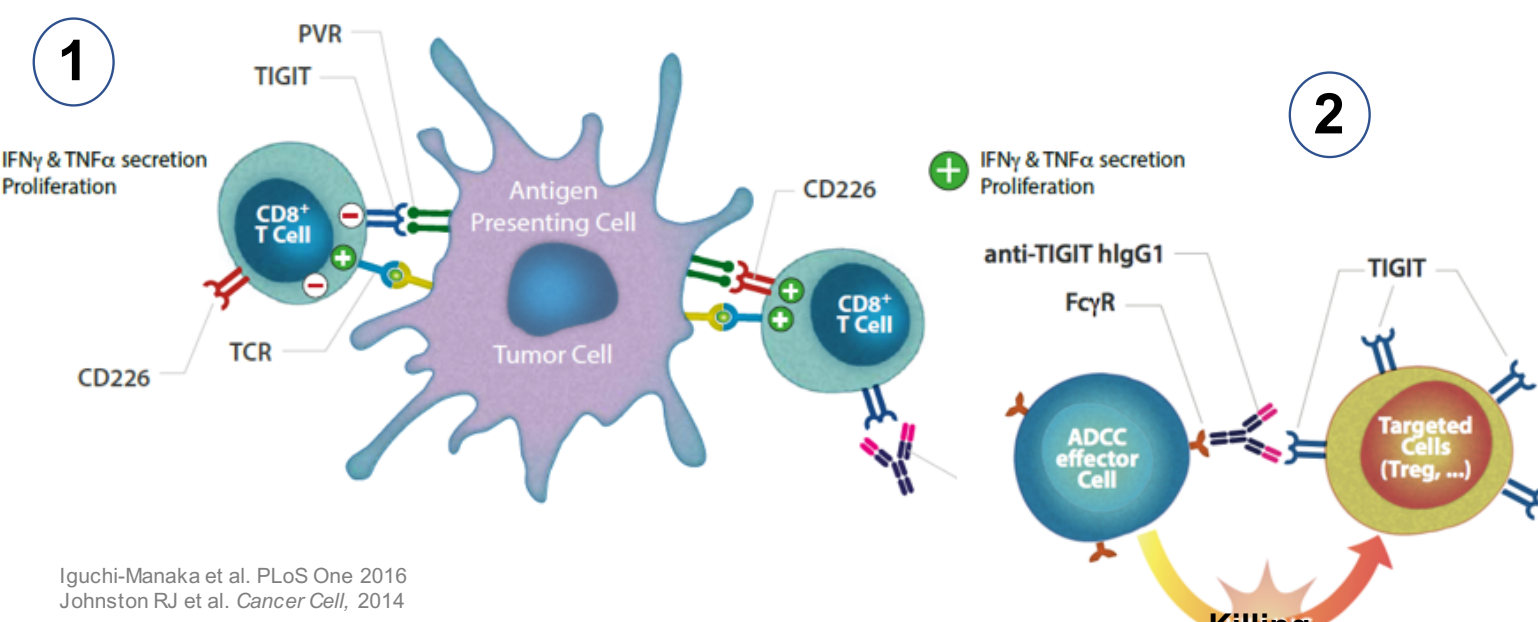 1
PVR
TIGIT
IFNγ & TNFα secretion
Proliferation
CD8+
T Cell
CD226
TCR
Antigen
Presenting Cell
Tumor Cell
CD226
CD8+
T Cell
2
IFNγ & TNFα secretion
Proliferation
anti-TIGIT hIgG1
FcγR
TIGIT
ADCC
effector
Cell
Targeted
Cells
(Treg, ...)
Killing
Iguchi-Manaka et al. PLoS One 2016
Johnston RJ et al. Cancer Cell, 2014